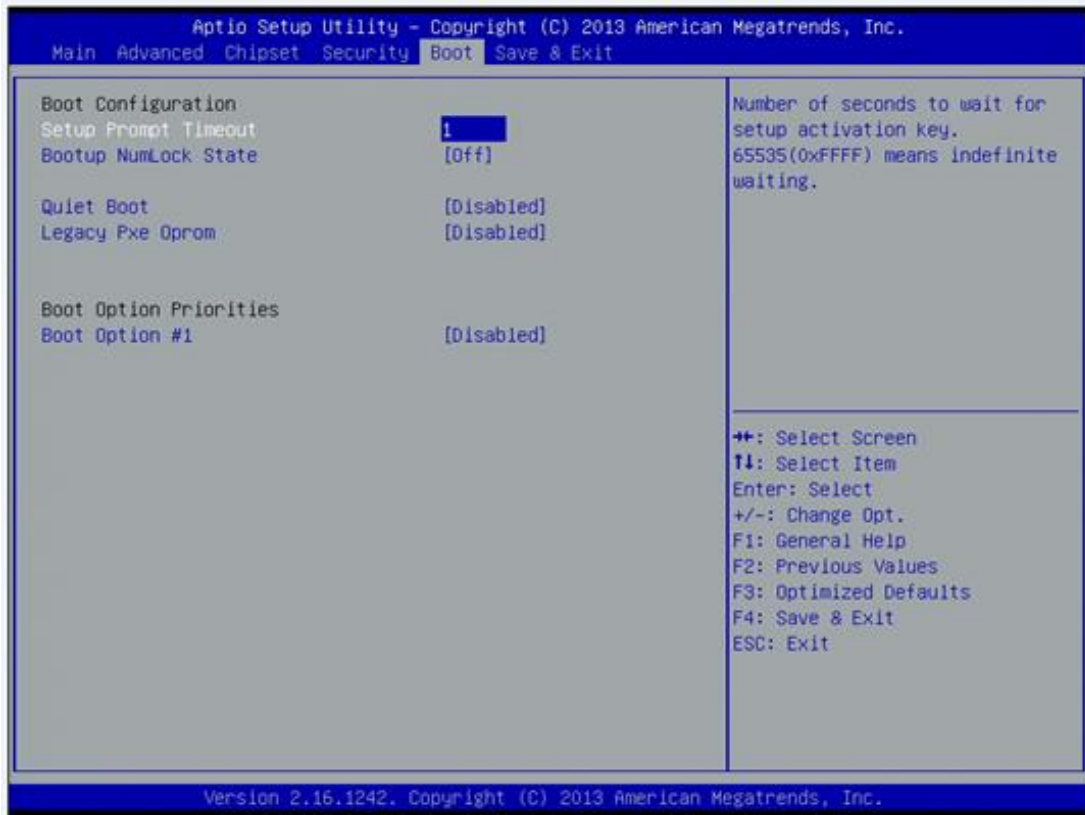 Aptio Setup Utility – Copyright (C) 2013 American Megatrends, Inc.
Main Advanced Chipset Security Boot Save & Exit
Boot Configuration
Setup Prompt Timeout 1
Bootup NumLock State [Off]
Quiet Boot [Disabled]
Legacy Pxe Oprom [Disabled]
Boot Option Priorities
Boot Option #1 [Disabled]
Number of seconds to wait for
setup activation key.
65535(0xFFFF) means indefinite
waiting.
→←: Select Screen
↑↓: Select Item
Enter: Select
+/-: Change Opt.
F1: General Help
F2: Previous Values
F3: Optimized Defaults
F4: Save & Exit
ESC: Exit
Version 2.16.1242. Copyright (C) 2013 American Megatrends, Inc.